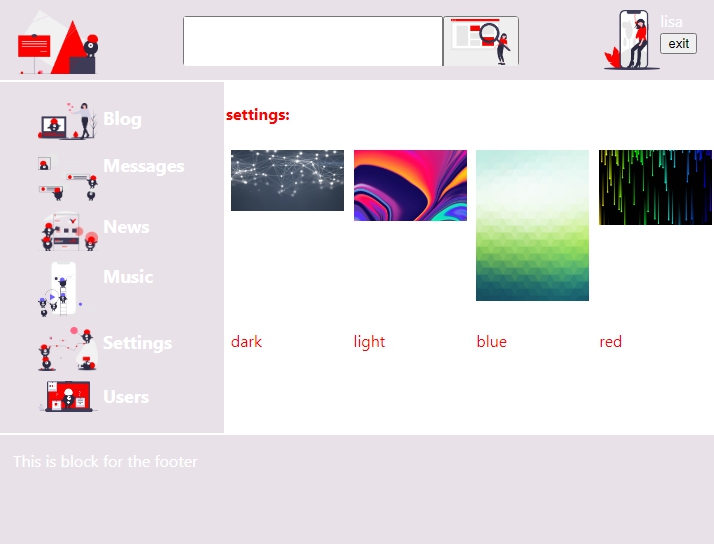 lisa
exit
Blog
Messages
News
Music
Settings
Users
settings:
dark
light
blue
red
This is block for the footer